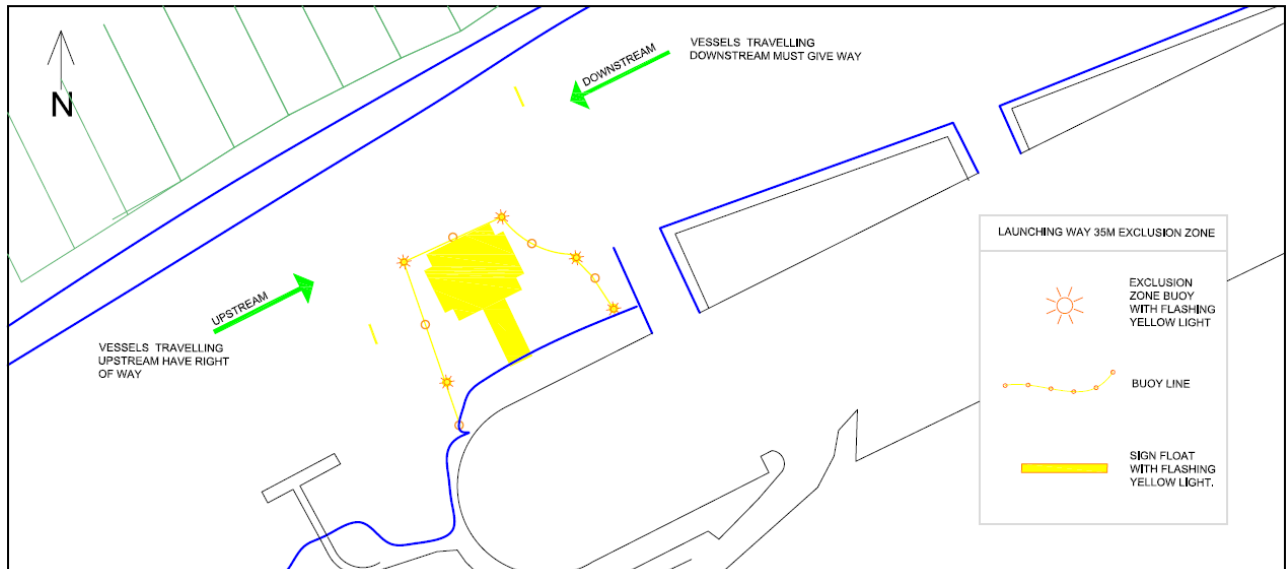 N
DOWNSTREAM
VESSELS TRAVELLING
DOWNSTREAM MUST GIVE WAY
UPSTREAM
VESSELS TRAVELLING
UPSTREAM HAVE RIGHT
OF WAY
LAUNCHING WAY 35M EXCLUSION ZONE
EXCLUSION
ZONE BUOY
WITH FLASHING
YELLOW LIGHT
BUOY LINE
SIGN FLOAT
WITH FLASHING
YELLOW LIGHT.